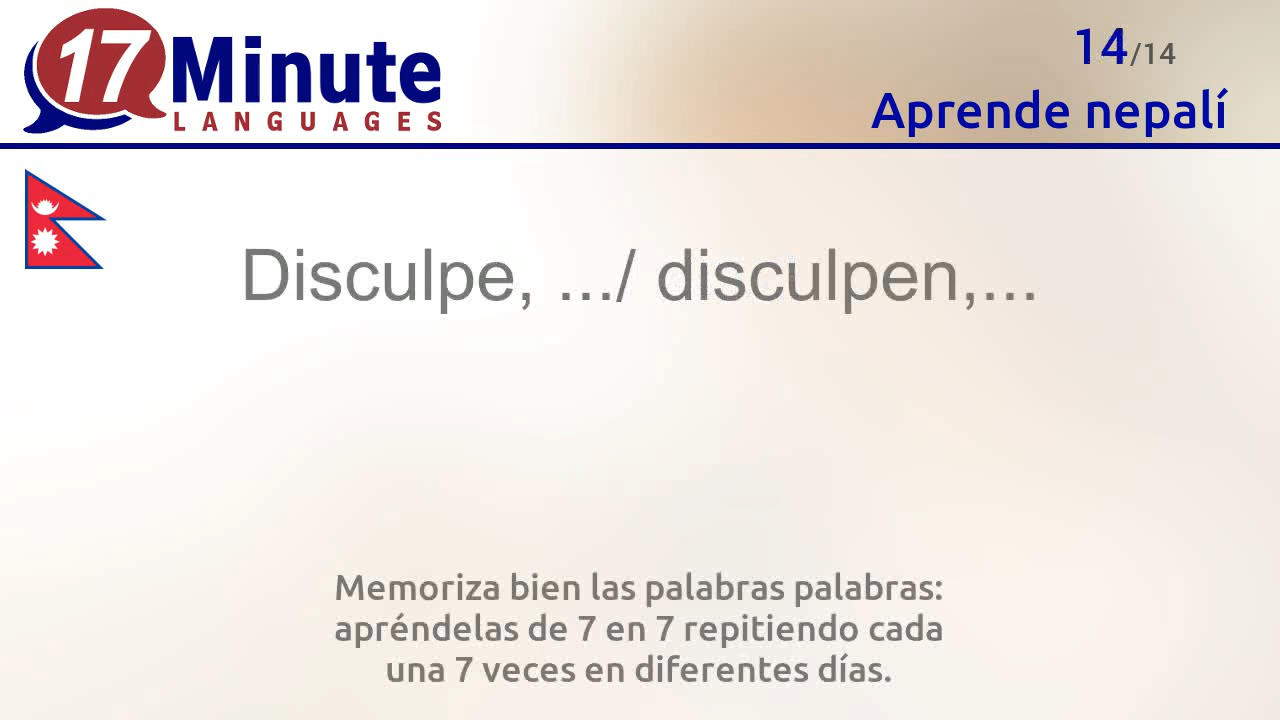 17 Minute
LANGUAGES
14/14
Aprende nepalí
Disculpe, .../ disculpen,...
Memoriza bien las palabras palabras:
apréndelas de 7 en 7 repitiendo cada
una 7 veces en diferentes días.